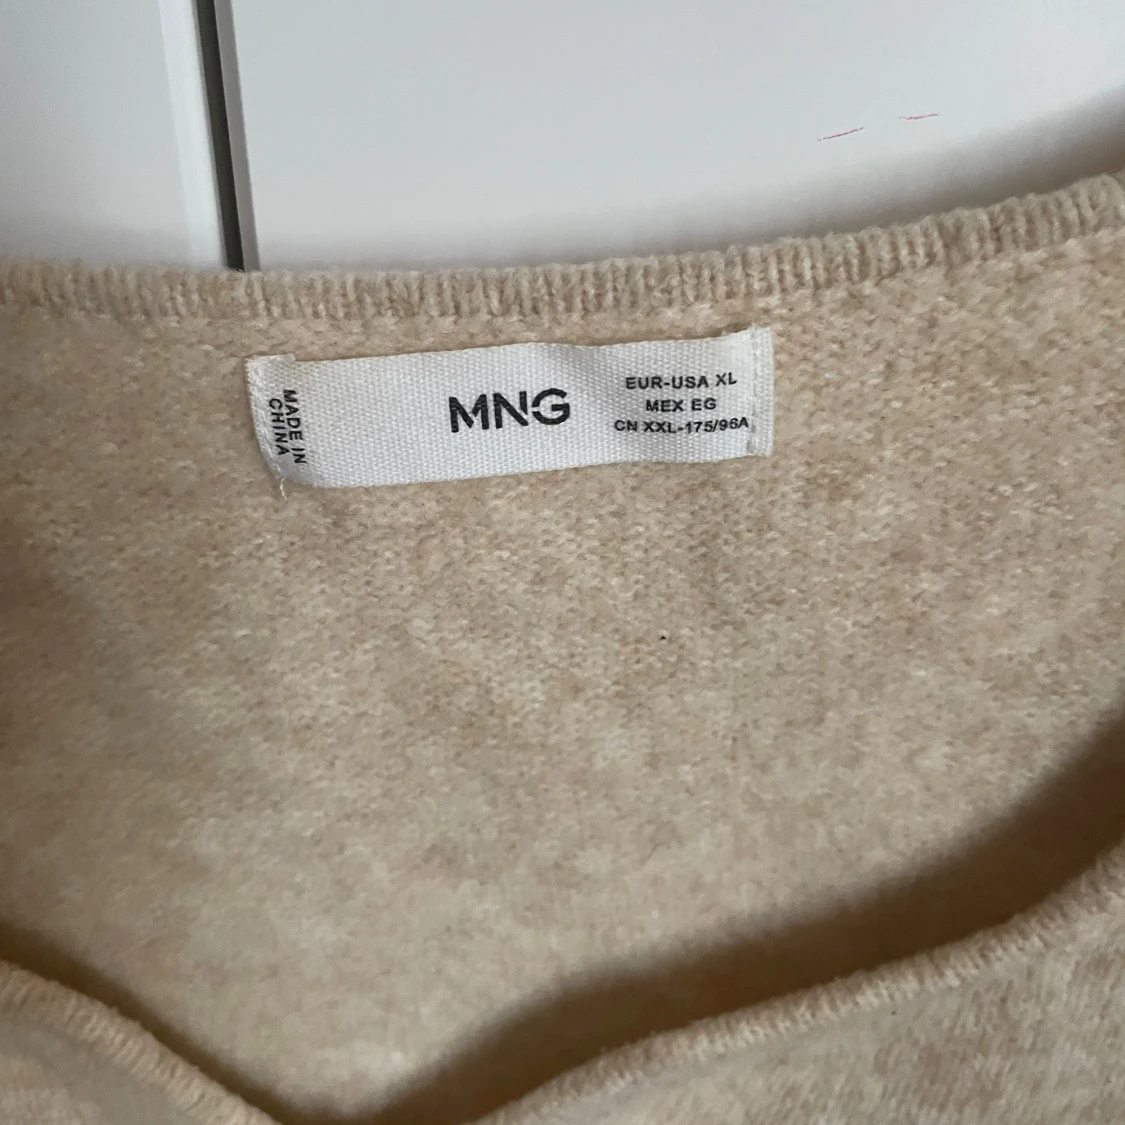 MADE IN
CHINA
MNG
EUR-USA XL
MEX EG
CN XXL-175/96A